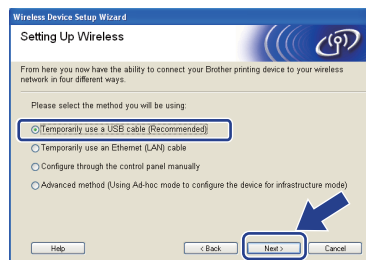 Wireless Device Setup Wizard
Setting Up Wireless
From here you now have the ability to connect your Brother printing device to your wireless
network in four different ways.
Please select the method you will be using:
Temporarily use a USB cable (Recommended)
Temporarily use an Ethernet (LAN) cable
Configure through the control panel manually
Advanced method (Using Ad-hoc mode to configure the device for infrastructure mode)
Help
< Back
Next >
Cancel